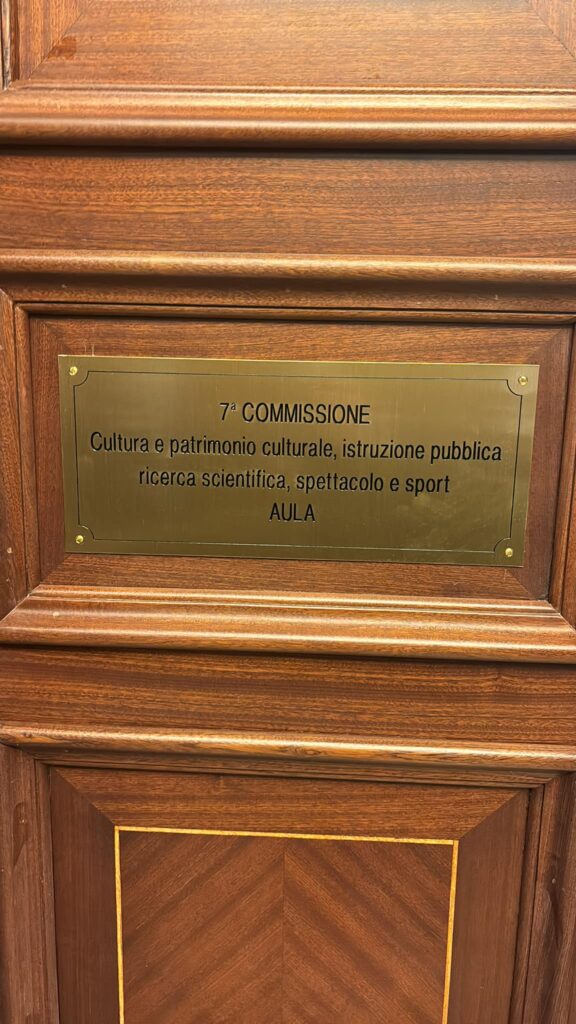 7ª COMMISSIONE
Cultura e patrimonio culturale, istruzione pubblica
ricerca scientifica, spettacolo e sport
AULA